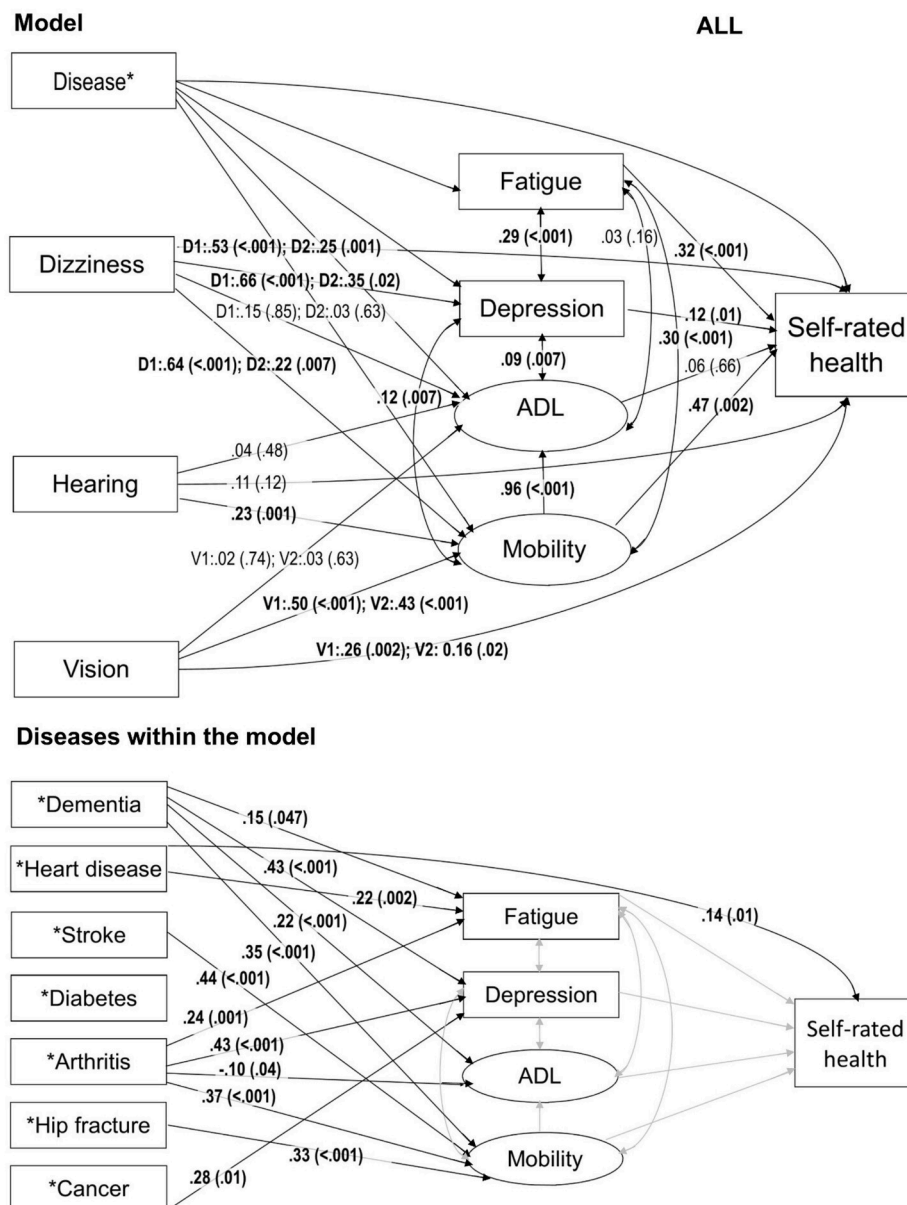 Model
ALL
Disease*
Fatigue
.29 (<.001)
.03 (.16)
D1:.53 (<.001); D2:.25 (.001)
.32 (<.001)
Dizziness
D1:.66 (<.001); D2:.35 (.02)
Depression
D1:.15 (.85); D2:.03 (.63)
.12 (.01)
Self-rated
health
.30 (<.001)
D1:.64 (<.001); D2:.22 (.007)
.09 (.007)
.06 (.66)
.12 (.007)
ADL
.47 (.002)
.04 (.48)
Hearing
.11 (.12)
.96 (<.001)
.23 (.001)
Mobility
V1:.02 (.74); V2:.03 (.63)
V1:.50 (<.001); V2:.43 (<.001)
Vision
V1:.26 (.002); V2: 0.16 (.02)
Diseases within the model
*Dementia
.15 (.047)
*Heart disease
.43 (<.001)
.22 (.002)
.14 (.01)
Fatigue
.22 (<.001)
*Stroke
.35 (<.001)
.44 (<.001)
*Diabetes
Depression
.24 (.001)
Self-rated
health
*Arthritis
.43 (<.001)
-.10 (.04)
ADL
.37 (<.001)
*Hip fracture
.33 (<.001)
Mobility
*Cancer
.28 (.01)